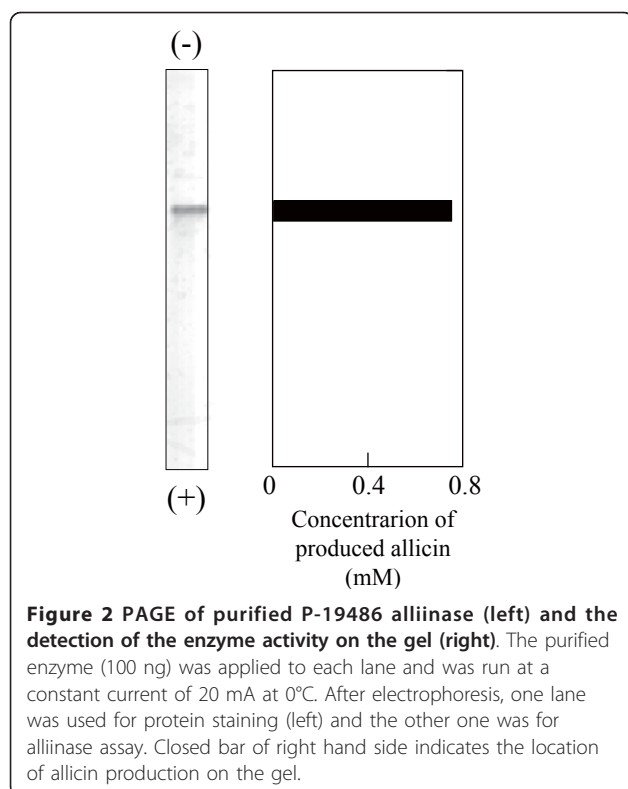 (-)
(+)
0 0.4 0.8
Concentrarion of
produced allicin
(mM)
Figure 2 PAGE of purified P-19486 alliinase (left) and the
detection of the enzyme activity on the gel (right). The purified
enzyme (100 ng) was applied to each lane and was run at a
constant current of 20 mA at 0°C. After electrophoresis, one lane
was used for protein staining (left) and the other one was for
alliinase assay. Closed bar of right hand side indicates the location
of allicin production on the gel.